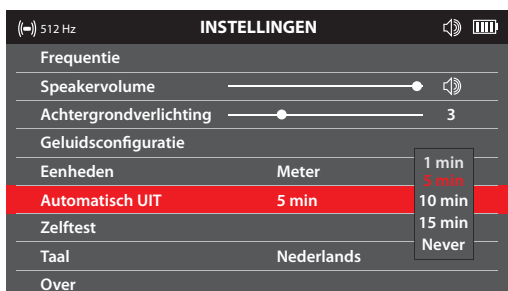 512 Hz INSTELLINGEN
Frequentie
Speakervolume
Achtergrondverlichting 3
Geluidsconfiguratie
Eenheden Meter
Automatisch UIT 5 min
Zelftest
Taal Nederlands
Over
1 min
5 min
10 min
15 min
Never